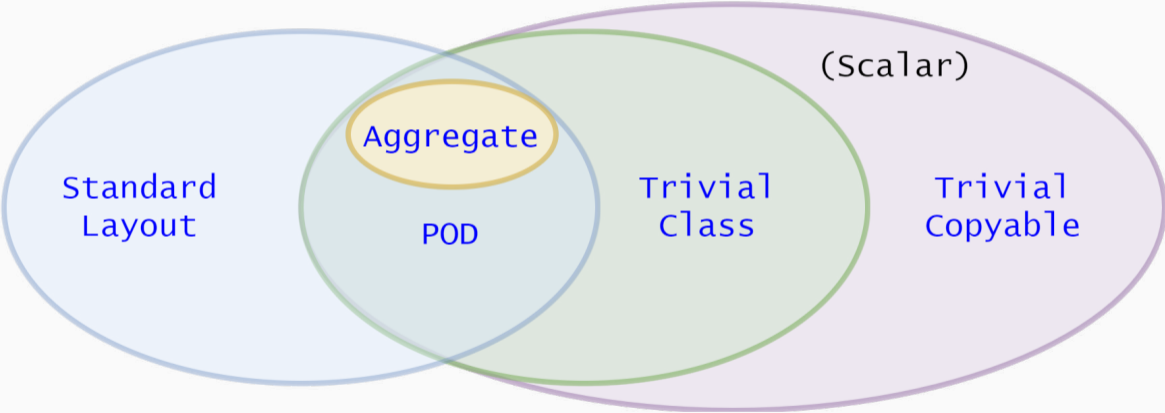 (Scalar)
Aggregate
Standard
Layout
POD
Trivial
Class
Trivial
Copyable